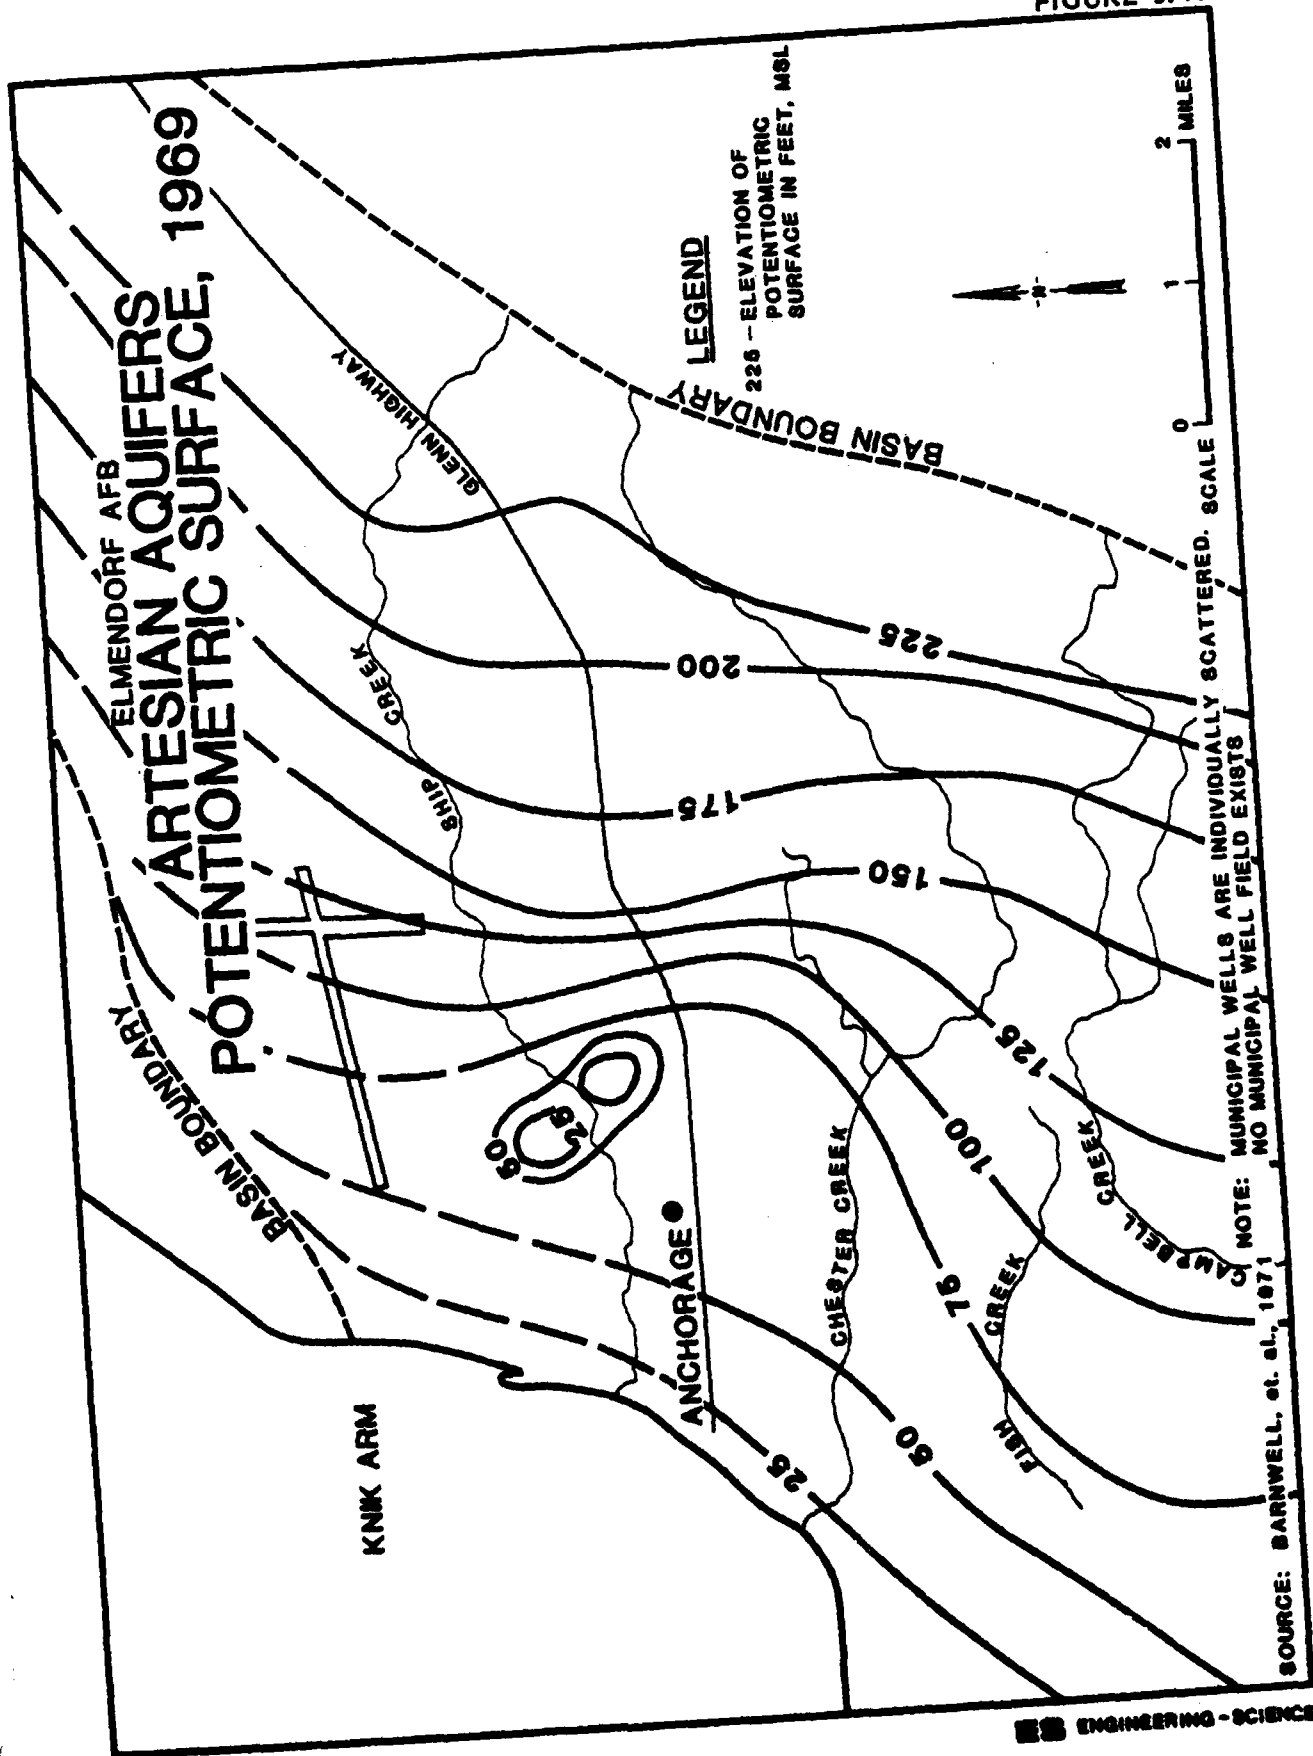 ELMENDORF AFB
ARTESIAN AQUIFERS
POTENTIOMETRIC SURFACE, 1969
KNIK ARM
BASIN BOUNDARY
SHIP CREEK
GLENN HIGHWAY
ANCHORAGE
CHESTER CREEK
FISH CREEK
CAMPBELL CREEK
BASIN BOUNDARY
50
25
25
50
75
100
125
150
175
200
225
LEGEND
225 - ELEVATION OF
POTENTIOMETRIC
SURFACE IN FEET, MSL
-N-
0 1 2
SCALE MILES
SOURCE: BARNWELL, et. al., 1971
NOTE: MUNICIPAL WELLS ARE INDIVIDUALLY SCATTERED.
NO MUNICIPAL WELL FIELD EXISTS
ES ENGINEERING-SCIENCE
FIGURE